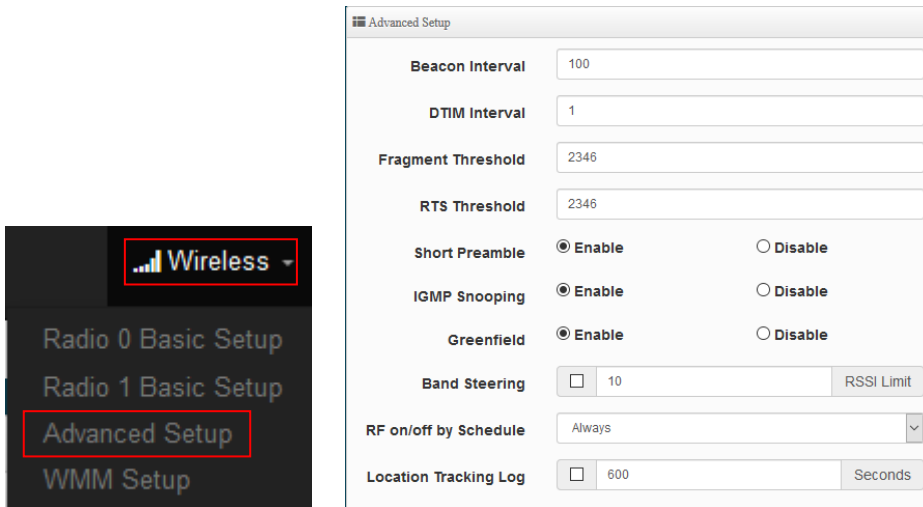 Wireless
Radio 0 Basic Setup
Radio 1 Basic Setup
Advanced Setup
WMM Setup
Advanced Setup
Beacon Interval 100
DTIM Interval 1
Fragment Threshold 2346
RTS Threshold 2346
Short Preamble Enable Disable
IGMP Snooping Enable Disable
Greenfield Enable Disable
Band Steering 10 RSSI Limit
RF on/off by Schedule Always
Location Tracking Log 600 Seconds